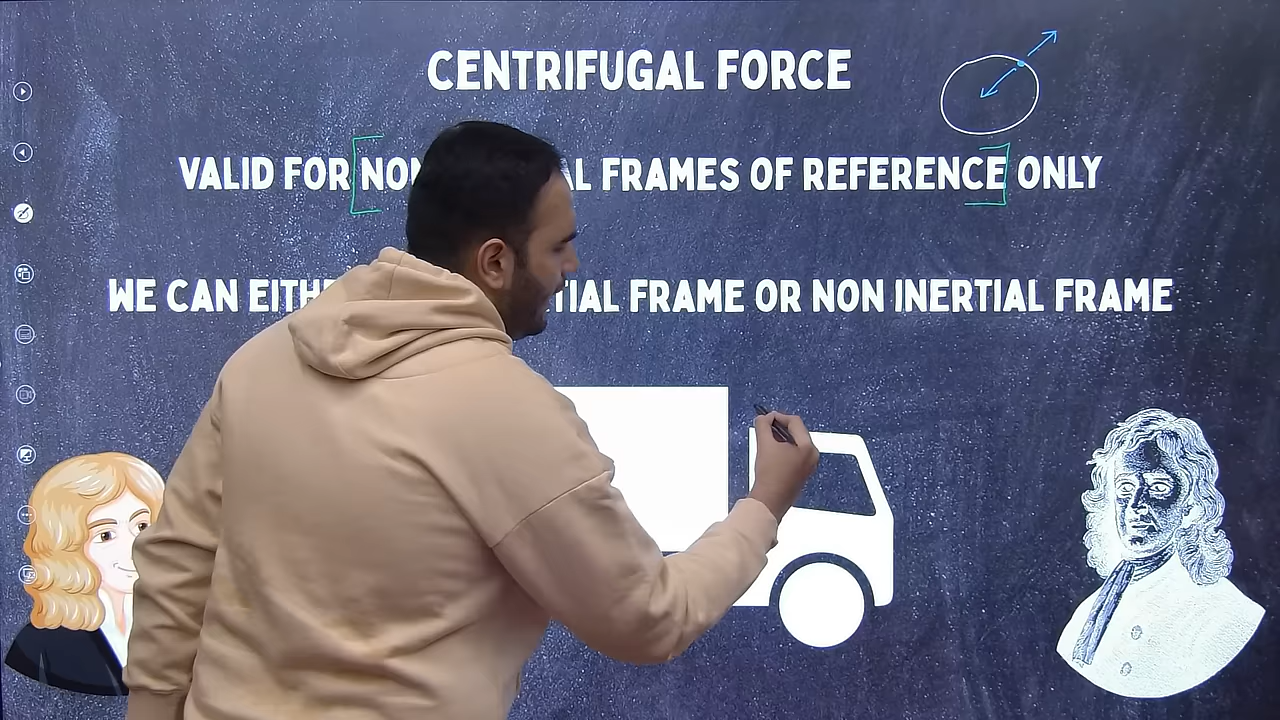 CENTRIFUGAL FORCE
VALID FOR NON AL FRAMES OF REFERENCE ONLY
WE CAN EITH TIAL FRAME OR NON INERTIAL FRAME